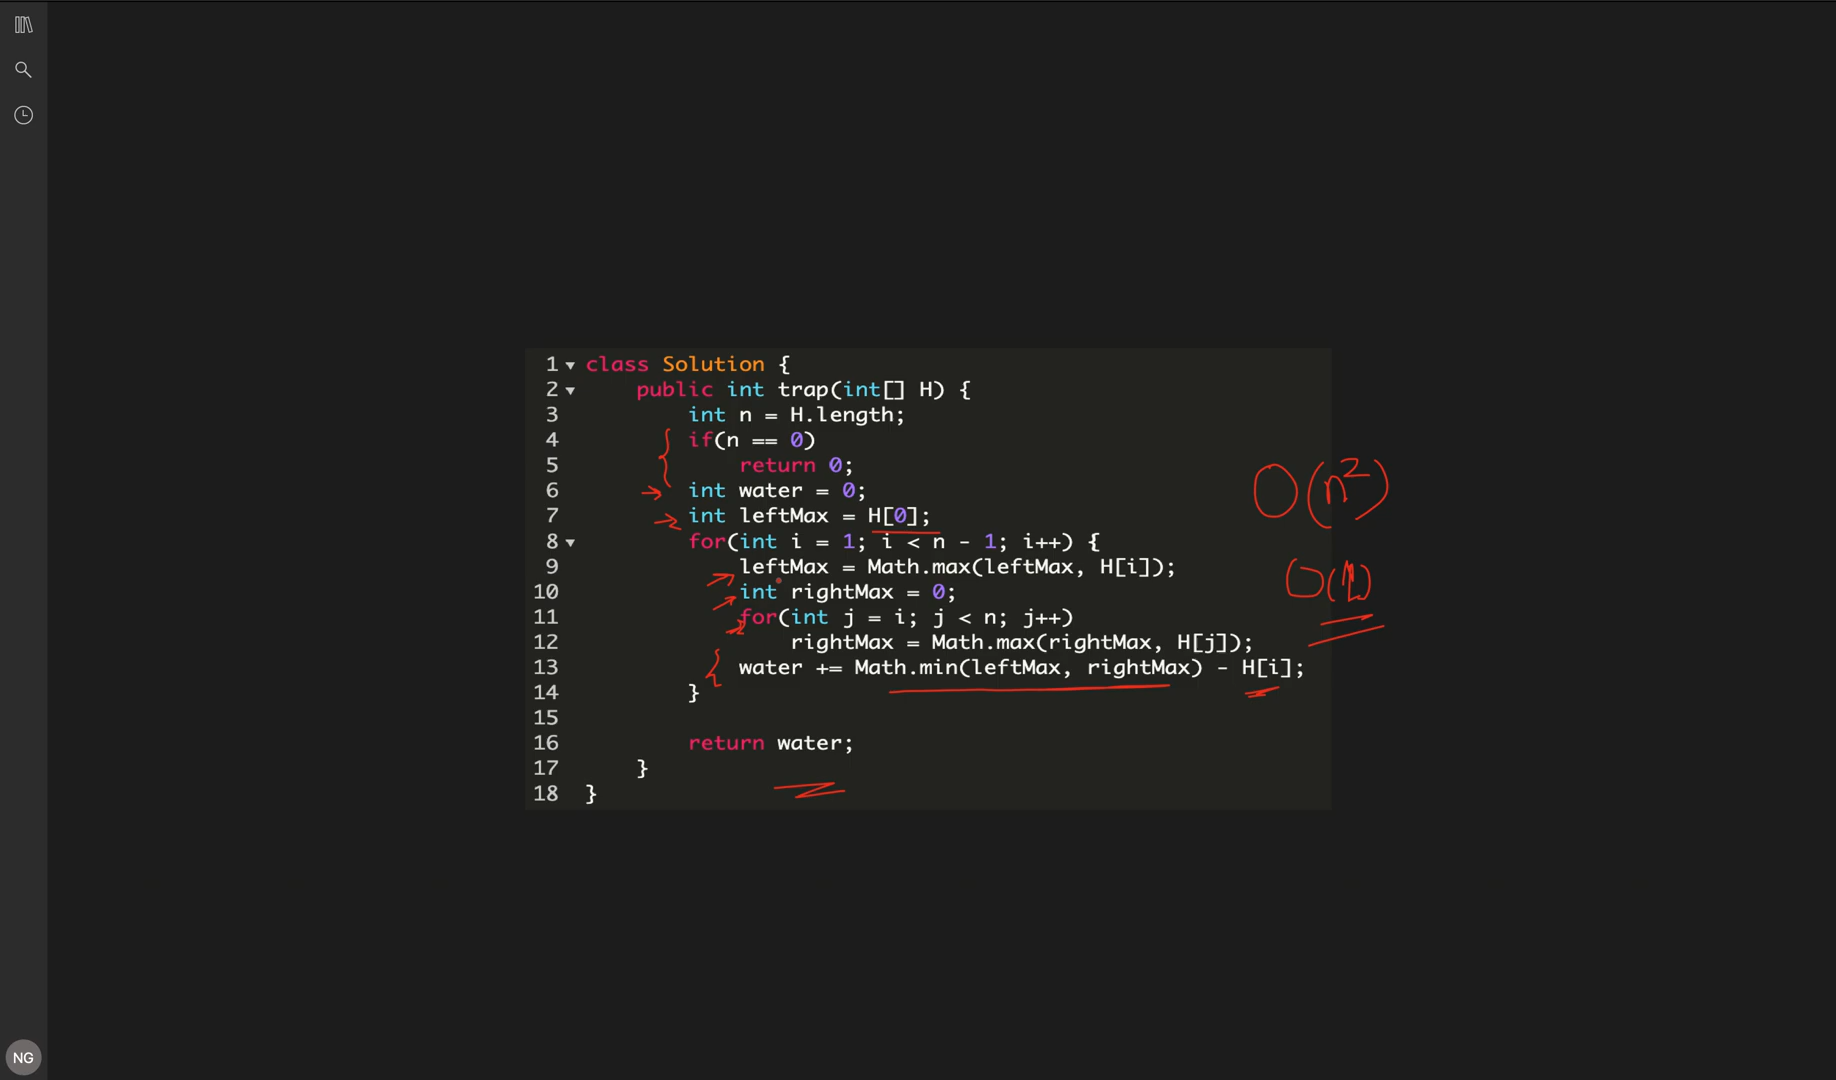 1 class Solution {
2 public int trap(int[] H) {
3 int n = H.length;
4 if(n == 0)
5 return 0;
6 int water = 0;
7 int leftMax = H[0];
8 for(int i = 1; i < n - 1; i++) {
9 leftMax = Math.max(leftMax, H[i]);
10 int rightMax = 0;
11 for(int j = i; j < n; j++)
12 rightMax = Math.max(rightMax, H[j]);
13 water += Math.min(leftMax, rightMax) - H[i];
14 }
15
16 return water;
17 }
18 }
O(n²)
O(1)
NG